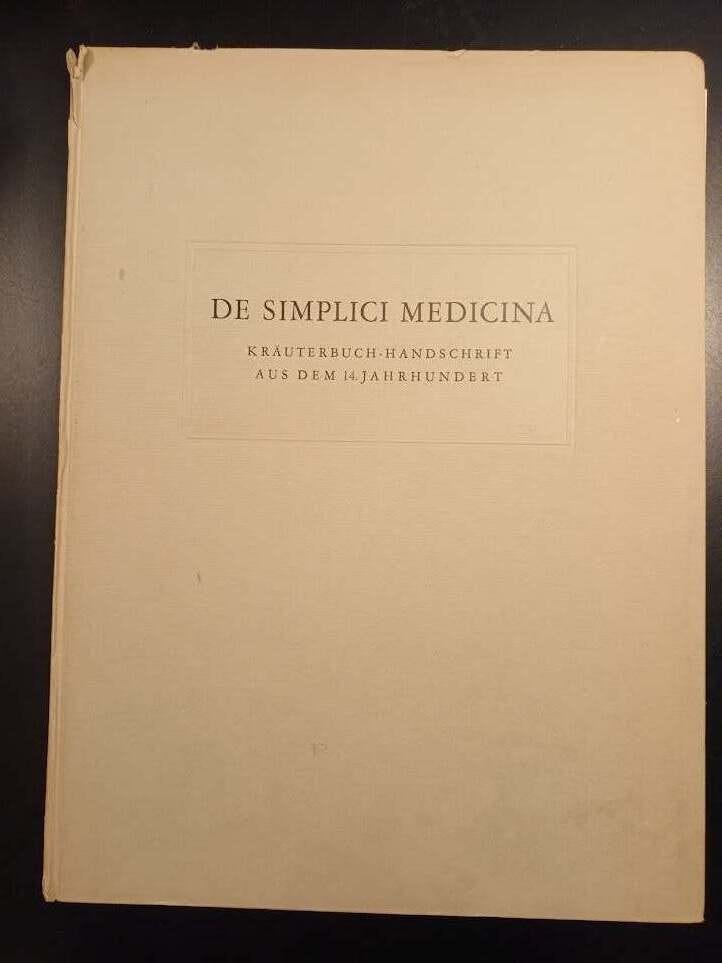 DE SIMPLICI MEDICINA
KRÄUTERBUCH-HANDSCHRIFT
AUS DEM 14. JAHRHUNDERT